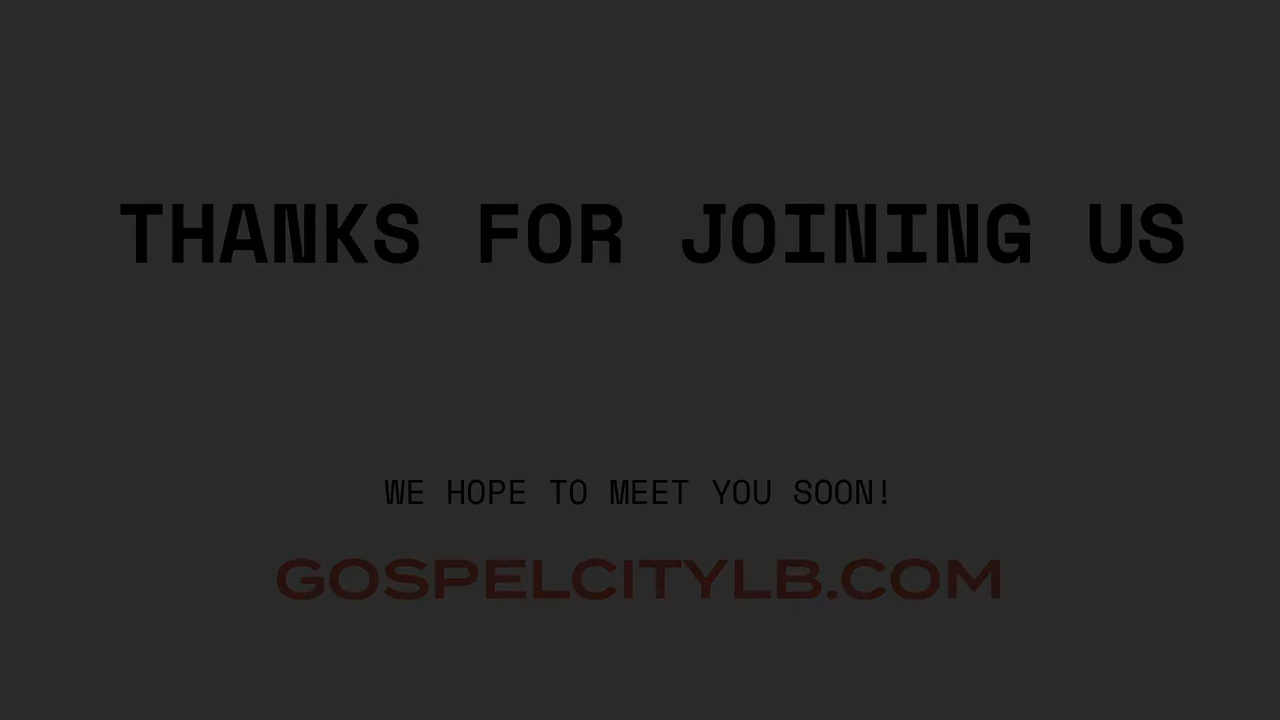 THANKS FOR JOINING US
WE HOPE TO MEET YOU SOON!
GOSPELCITYLB.COM